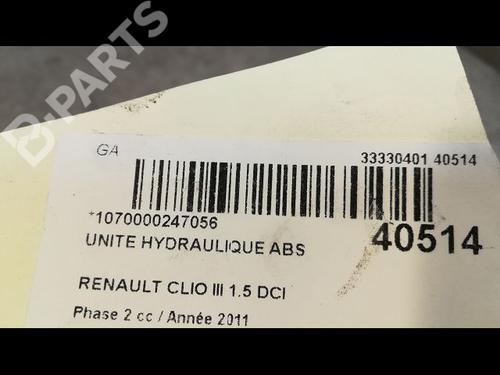 B PARTS
GA
33330401 40514
*1070000247056
40514
UNITE HYDRAULIQUE ABS
RENAULT CLIO III 1.5 DCI
Phase 2 cc / Année 2011